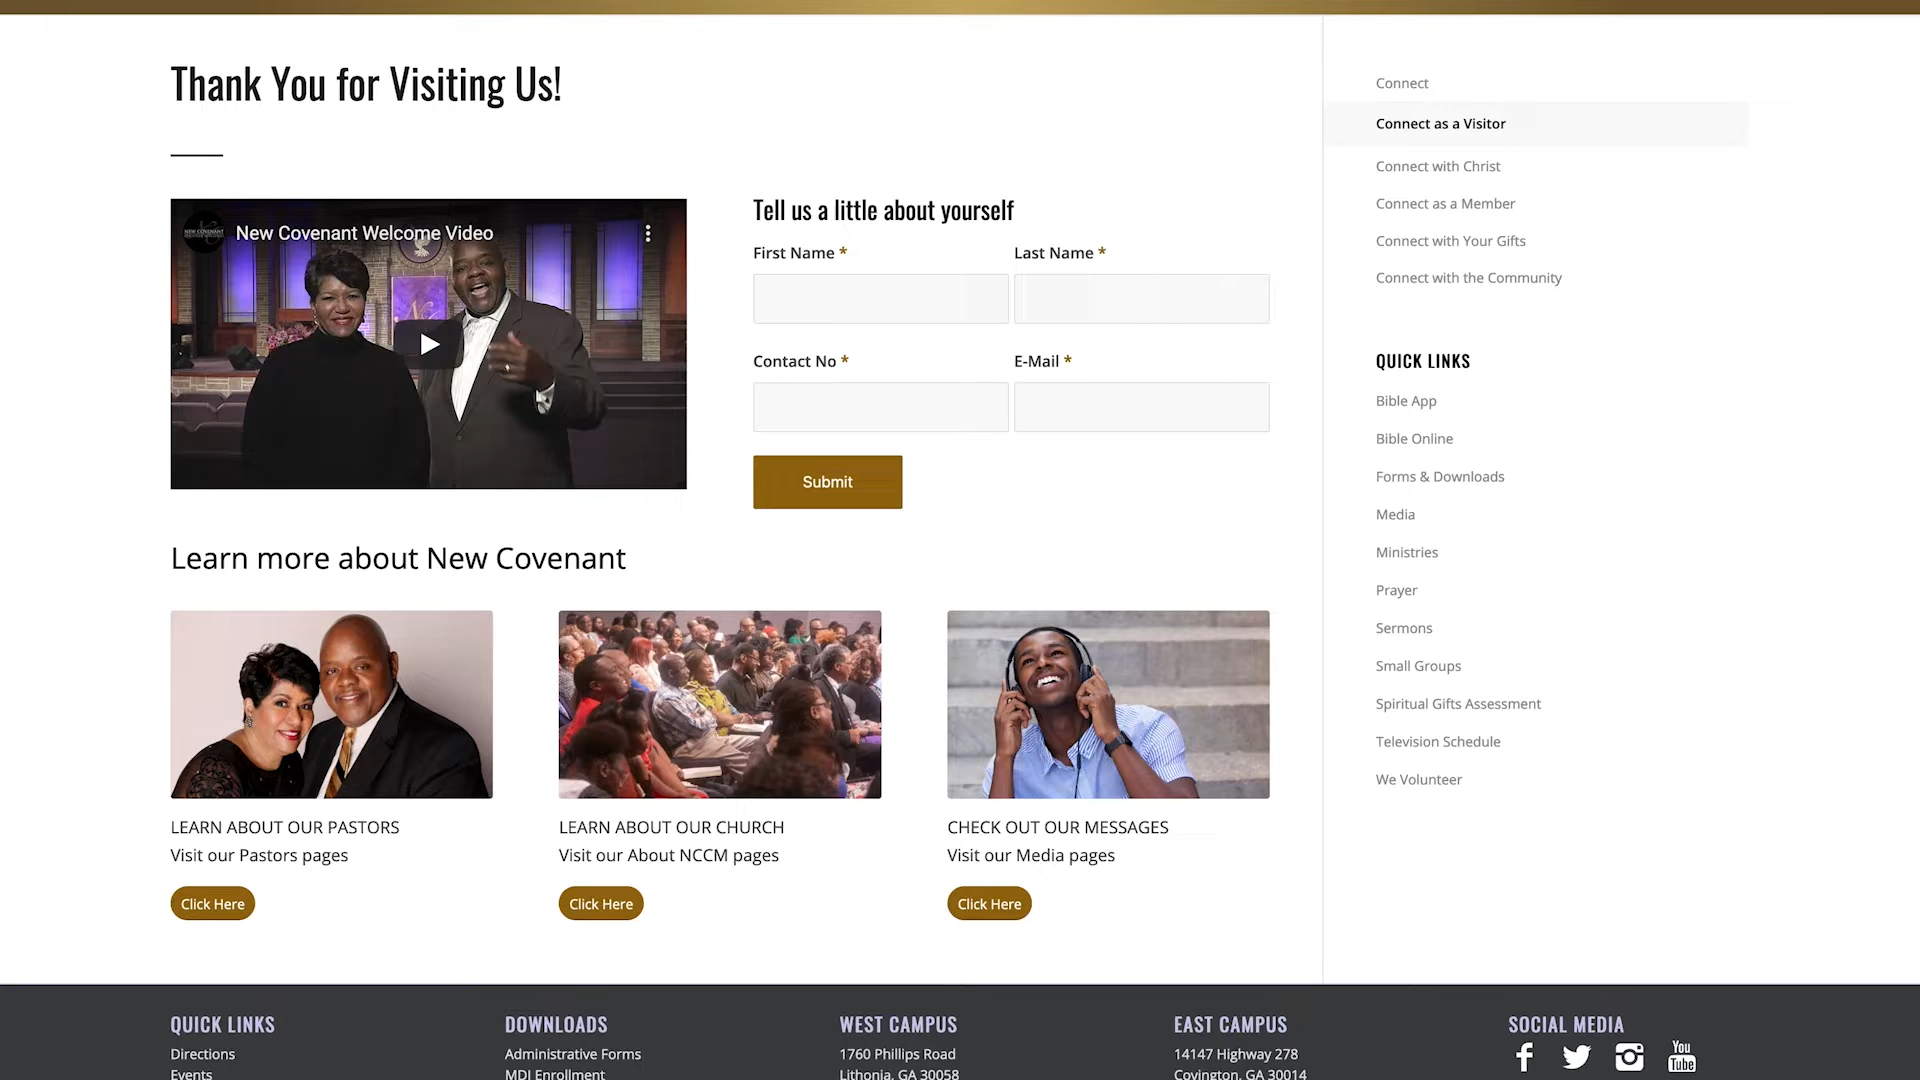 Thank You for Visiting Us!
New Covenant Welcome Video
NEW COVENANT
Tell us a little about yourself
First Name *
Last Name *
Contact No *
E-Mail *
Submit
Learn more about New Covenant
LEARN ABOUT OUR PASTORS
Visit our Pastors pages
Click Here
LEARN ABOUT OUR CHURCH
Visit our About NCCM pages
Click Here
CHECK OUT OUR MESSAGES
Visit our Media pages
Click Here
Connect
Connect as a Visitor
Connect with Christ
Connect as a Member
Connect with Your Gifts
Connect with the Community
QUICK LINKS
Bible App
Bible Online
Forms & Downloads
Media
Ministries
Prayer
Sermons
Small Groups
Spiritual Gifts Assessment
Television Schedule
We Volunteer
QUICK LINKS
Directions
Events
DOWNLOADS
Administrative Forms
MDI Enrollment
WEST CAMPUS
1760 Phillips Road
Lithonia, GA 30058
EAST CAMPUS
14147 Highway 278
Covington, GA 30014
SOCIAL MEDIA
You
Tube